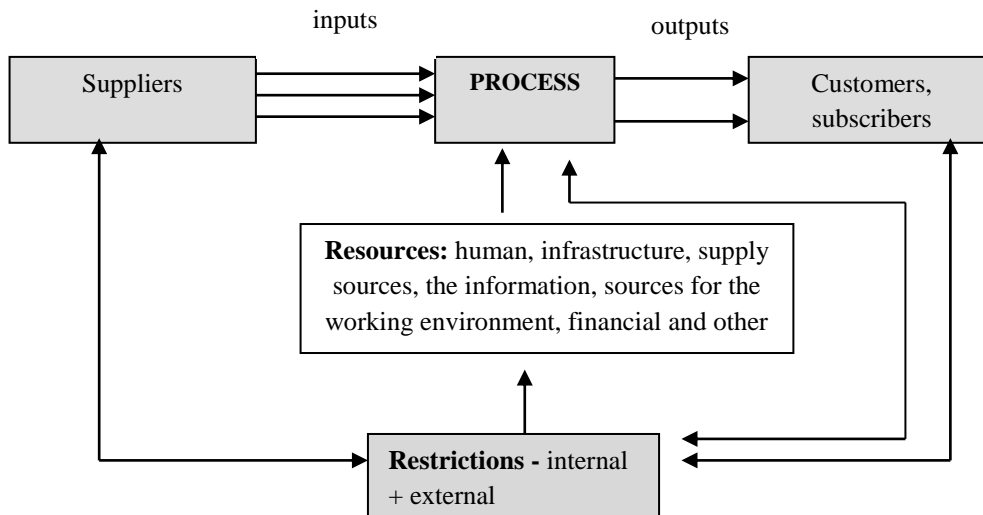 inputs
outputs
Suppliers
PROCESS
Customers,
subscribers
Resources: human, infrastructure, supply
sources, the information, sources for the
working environment, financial and other
Restrictions - internal
+ external